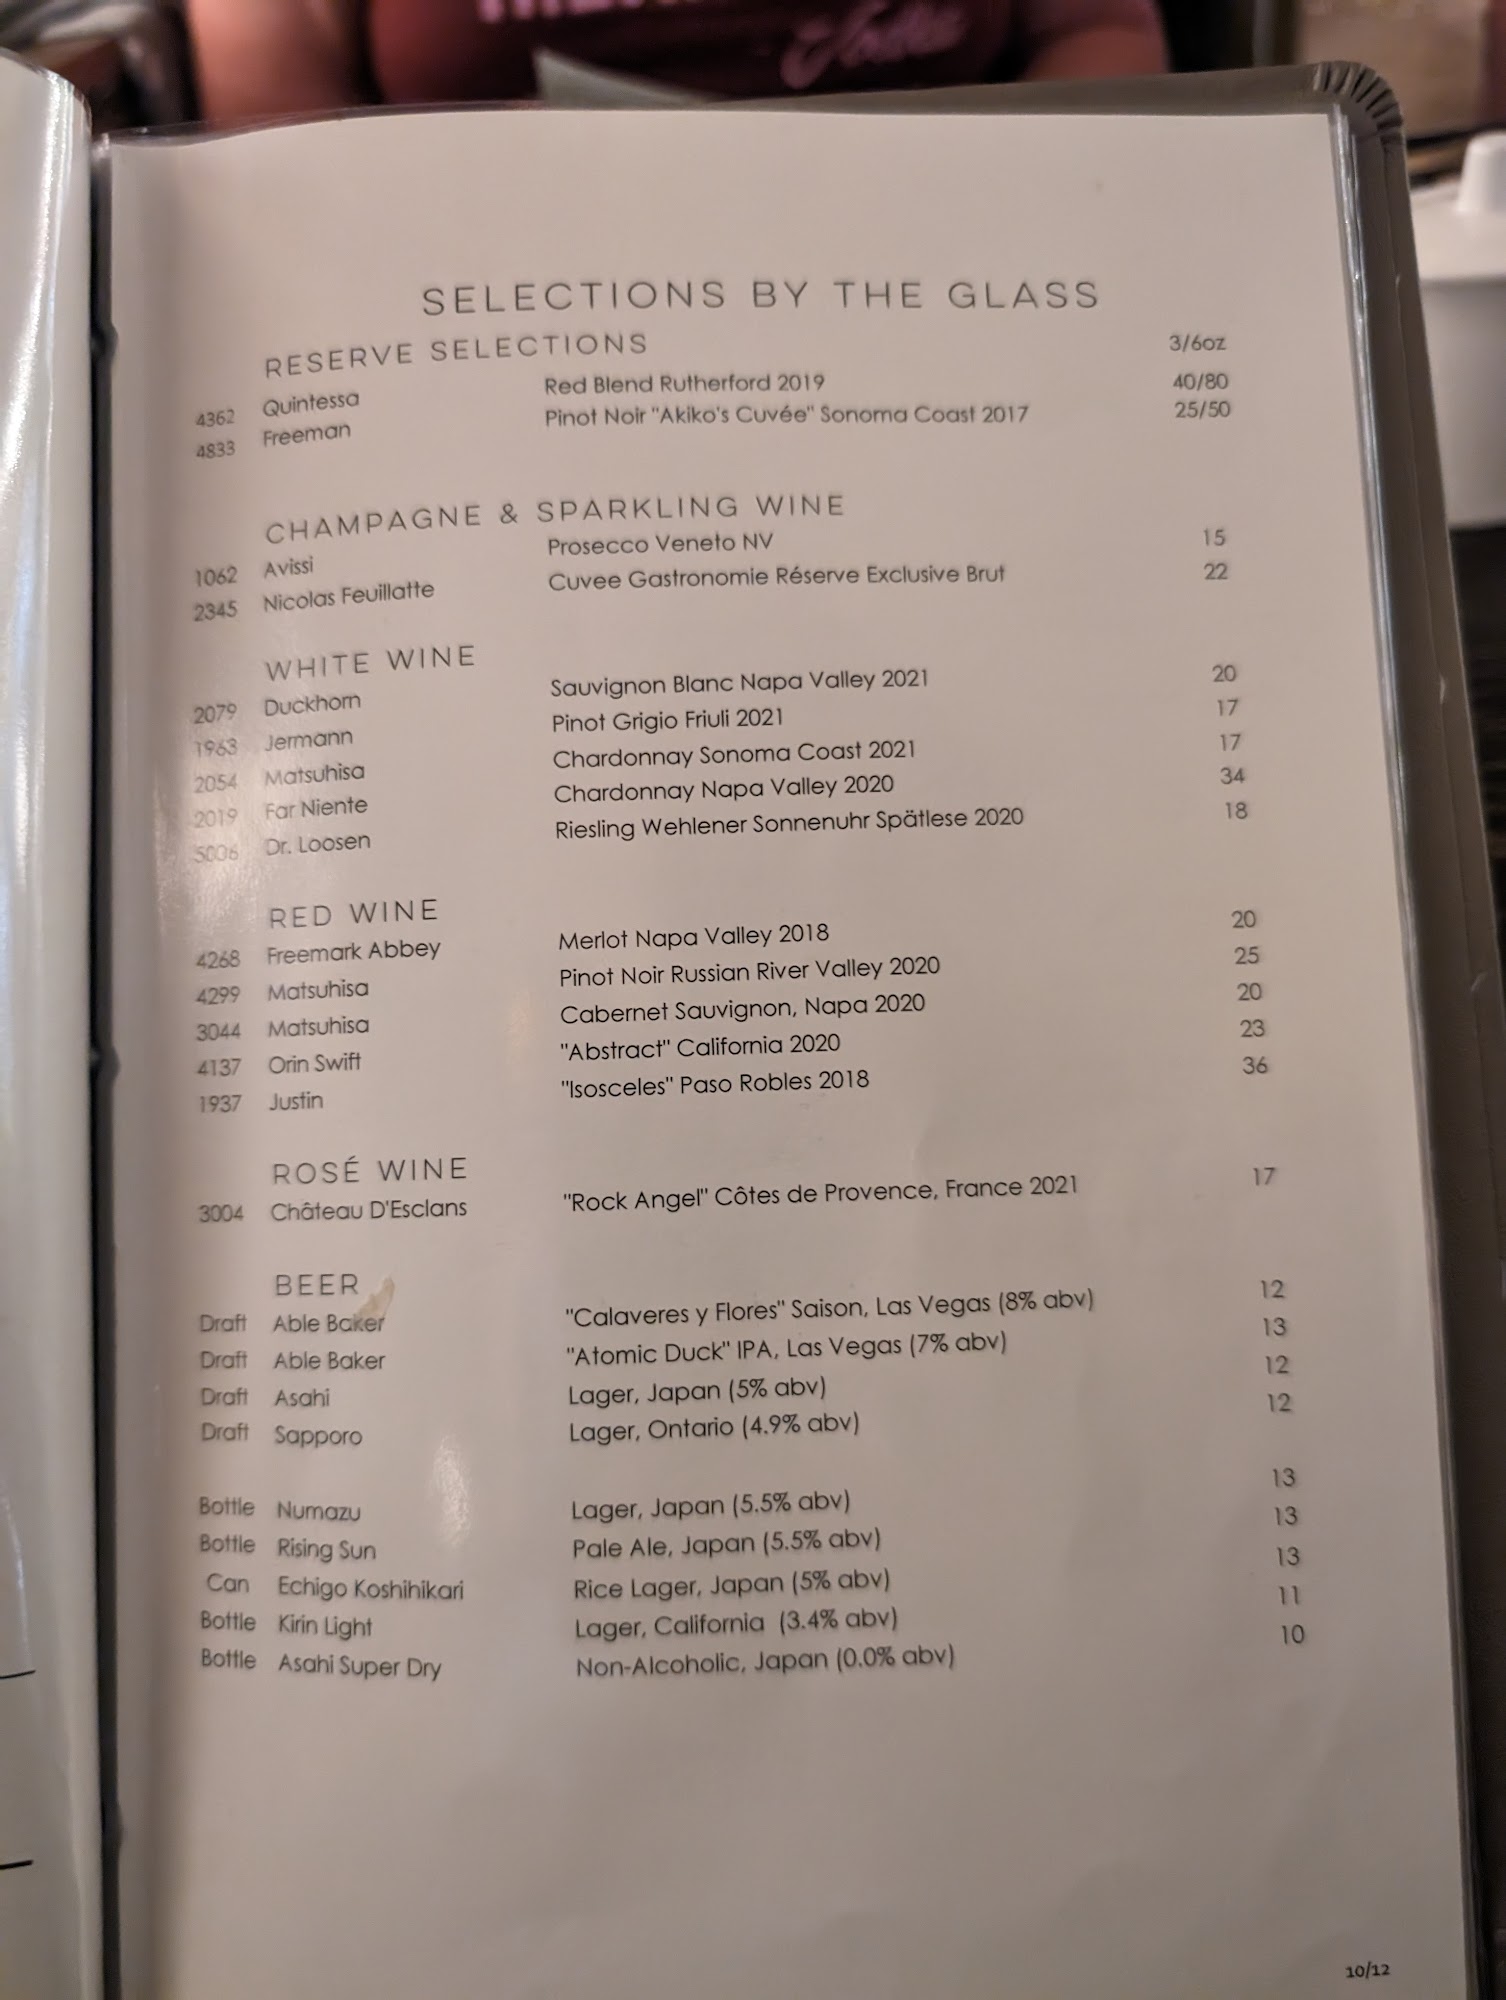 SELECTIONS BY THE GLASS
RESERVE SELECTIONS 3/6oz
4362 Quintessa Red Blend Rutherford 2019 40/80
4833 Freeman Pinot Noir "Akiko's Cuvée" Sonoma Coast 2017 25/50
CHAMPAGNE & SPARKLING WINE
1062 Avissi Prosecco Veneto NV 15
2345 Nicolas Feuillatte Cuvee Gastronomie Réserve Exclusive Brut 22
WHITE WINE
2079 Duckhorn Sauvignon Blanc Napa Valley 2021 20
1963 Jermann Pinot Grigio Friuli 2021 17
2054 Matsuhisa Chardonnay Sonoma Coast 2021 17
2019 Far Niente Chardonnay Napa Valley 2020 34
5006 Dr. Loosen Riesling Wehlener Sonnenuhr Spätlese 2020 18
RED WINE
4268 Freemark Abbey Merlot Napa Valley 2018 20
4299 Matsuhisa Pinot Noir Russian River Valley 2020 25
3044 Matsuhisa Cabernet Sauvignon, Napa 2020 20
4137 Orin Swift "Abstract" California 2020 23
1937 Justin "Isosceles" Paso Robles 2018 36
ROSÉ WINE
3004 Château D'Esclans "Rock Angel" Côtes de Provence, France 2021 17
BEER
Draft Able Baker "Calaveres y Flores" Saison, Las Vegas (8% abv) 12
Draft Able Baker "Atomic Duck" IPA, Las Vegas (7% abv) 13
Draft Asahi Lager, Japan (5% abv) 12
Draft Sapporo Lager, Ontario (4.9% abv) 12
Bottle Numazu Lager, Japan (5.5% abv) 13
Bottle Rising Sun Pale Ale, Japan (5.5% abv) 13
Can Echigo Koshihikari Rice Lager, Japan (5% abv) 13
Bottle Kirin Light Lager, California (3.4% abv) 11
Bottle Asahi Super Dry Non-Alcoholic, Japan (0.0% abv) 10
10/12